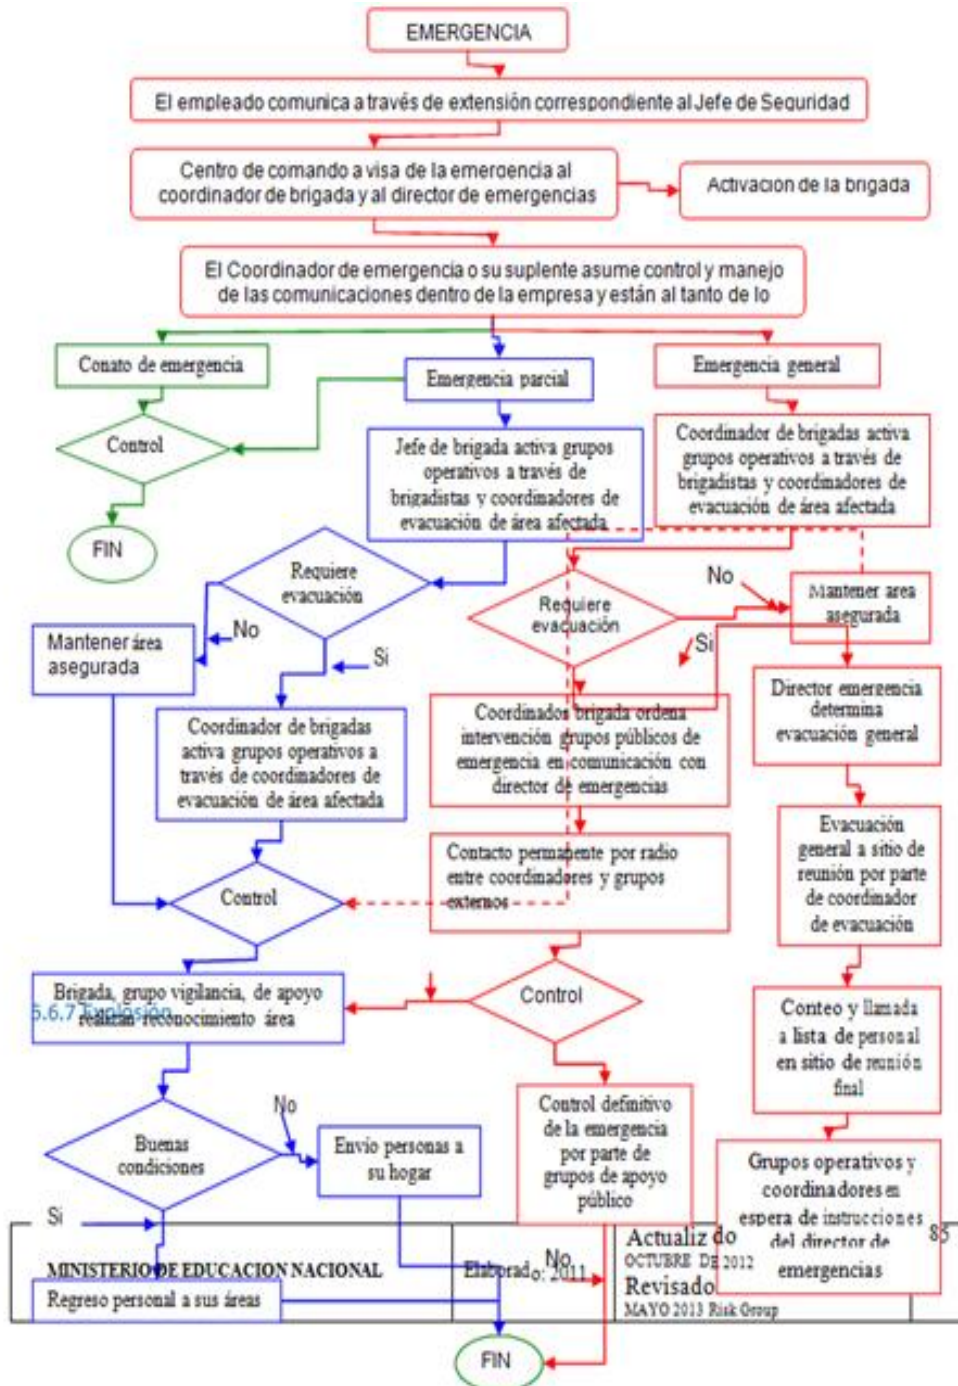 EMERGENCIA
El empleado comunica a través de extensión correspondiente al Jefe de Seguridad
Centro de comando a visa de la emergencia al
coordinador de brigada y al director de emergencias
Activacion de la brigada
El Coordinador de emergencia o su suplente asume control y manejo
de las comunicaciones dentro de la empresa y están al tanto de lo
Conato de emergencia
Emergencia parcial
Emergencia general
Control
FIN
Jefe de brigada activa grupos
operativos a través de
brigadistas y coordinadores de
evacuación de área afectada
Coordinador de brigadas activa
grupos operativos a través de
brigadistas y coordinadores de
evacuación de área afectada
Requiere
evacuación
No
Si
Mantener área
asegurada
Requiere
evacuación
No
Si
Mantener area
asegurada
Coordinador de brigadas
activa grupos operativos a
través de coordinadores de
evacuación de área afectada
Coordinados brigada ordena
intervención grupos públicos de
emergencia en comunicación con
director de emergencias
Director emergencia
determina
evacuación general
Contacto permanente por radio
entre coordinadores y grupos
externos
Evacuación
general a sitio de
reunión por parte
de coordinador
de evacuación
Control
Control
Brigada, grupo vigilancia, de apoyo
realizan reconocimiento área
5.6.7 Explosión
Conteo y llamada
a lista de personal
en sitio de reunión
final
Buenas
condiciones
No
Si
Envío personas a
su hogar
Control definitivo
de la emergencia
por parte de
grupos de apoyo
público
No
Grupos operativos y
coordinadores en
espera de instrucciones
del director de
emergencias
Regreso personal a sus áreas
FIN
MINISTERIO DE EDUCACION NACIONAL
Elaborado: 2011
Actualiz do
OCTUBRE DE 2012
Revisado
MAYO 2013 Risk Group
85